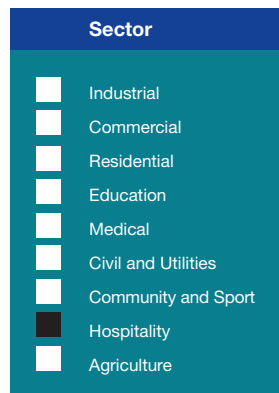 Sector
Industrial
Commercial
Residential
Education
Medical
Civil and Utilities
Community and Sport
Hospitality
Agriculture